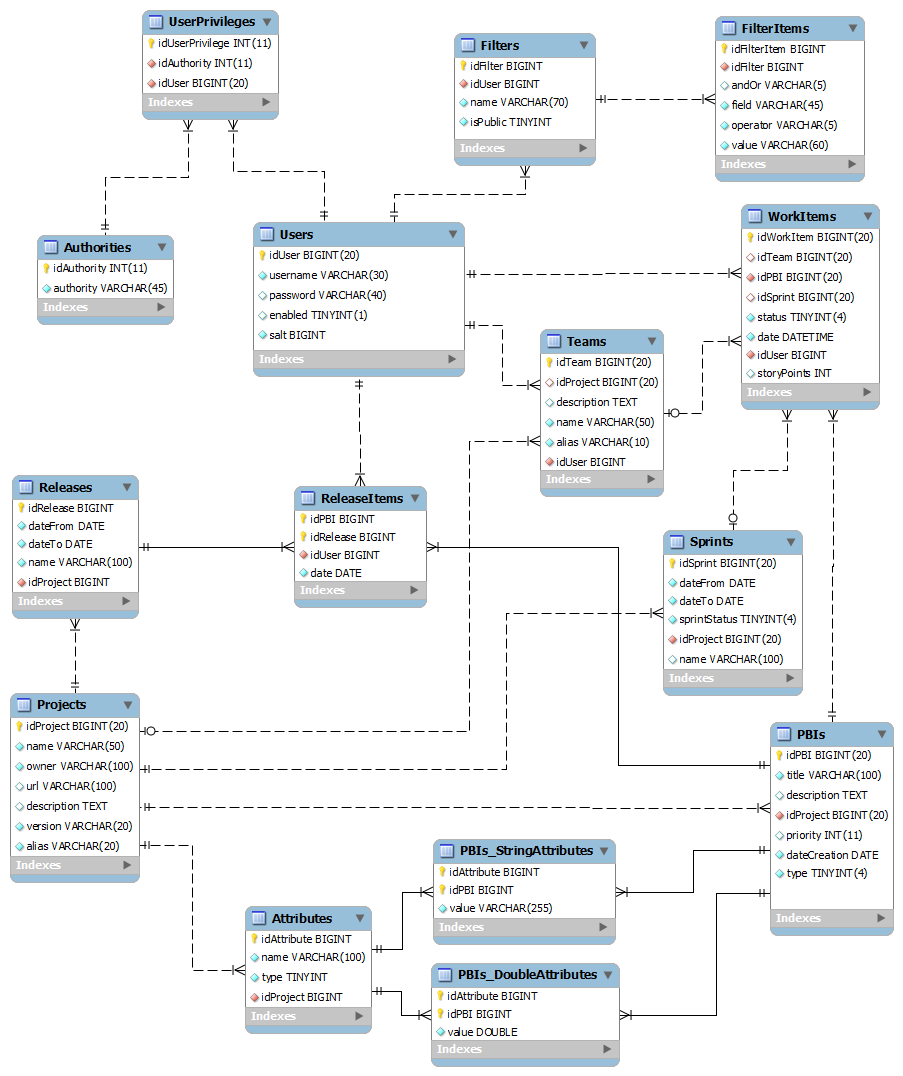 UserPrivileges
idUserPrivilege INT(11)
idAuthority INT(11)
idUser BIGINT(20)
Indexes
Filters
idFilter BIGINT
idUser BIGINT
name VARCHAR(70)
isPublic TINYINT
Indexes
FilterItems
idFilterItem BIGINT
idFilter BIGINT
andOr VARCHAR(5)
field VARCHAR(45)
operator VARCHAR(5)
value VARCHAR(60)
Indexes
Authorities
idAuthority INT(11)
authority VARCHAR(45)
Indexes
Users
idUser BIGINT(20)
username VARCHAR(30)
password VARCHAR(40)
enabled TINYINT(1)
salt BIGINT
Indexes
WorkItems
idWorkItem BIGINT(20)
idTeam BIGINT(20)
idPBI BIGINT(20)
idSprint BIGINT(20)
status TINYINT(4)
date DATETIME
idUser BIGINT
storyPoints INT
Indexes
Teams
idTeam BIGINT(20)
idProject BIGINT(20)
description TEXT
name VARCHAR(50)
alias VARCHAR(10)
idUser BIGINT
Indexes
Releases
idRelease BIGINT
dateFrom DATE
dateTo DATE
name VARCHAR(100)
idProject BIGINT
Indexes
ReleaseItems
idPBI BIGINT
idRelease BIGINT
idUser BIGINT
date DATE
Indexes
Sprints
idSprint BIGINT(20)
dateFrom DATE
dateTo DATE
sprintStatus TINYINT(4)
idProject BIGINT(20)
name VARCHAR(100)
Indexes
Projects
idProject BIGINT(20)
name VARCHAR(50)
owner VARCHAR(100)
url VARCHAR(100)
description TEXT
version VARCHAR(20)
alias VARCHAR(20)
Indexes
PBIs
idPBI BIGINT(20)
title VARCHAR(100)
description TEXT
idProject BIGINT(20)
priority INT(11)
dateCreation DATE
type TINYINT(4)
Indexes
PBIs_StringAttributes
idAttribute BIGINT
idPBI BIGINT
value VARCHAR(255)
Indexes
Attributes
idAttribute BIGINT
name VARCHAR(100)
type TINYINT
idProject BIGINT
Indexes
PBIs_DoubleAttributes
idAttribute BIGINT
idPBI BIGINT
value DOUBLE
Indexes